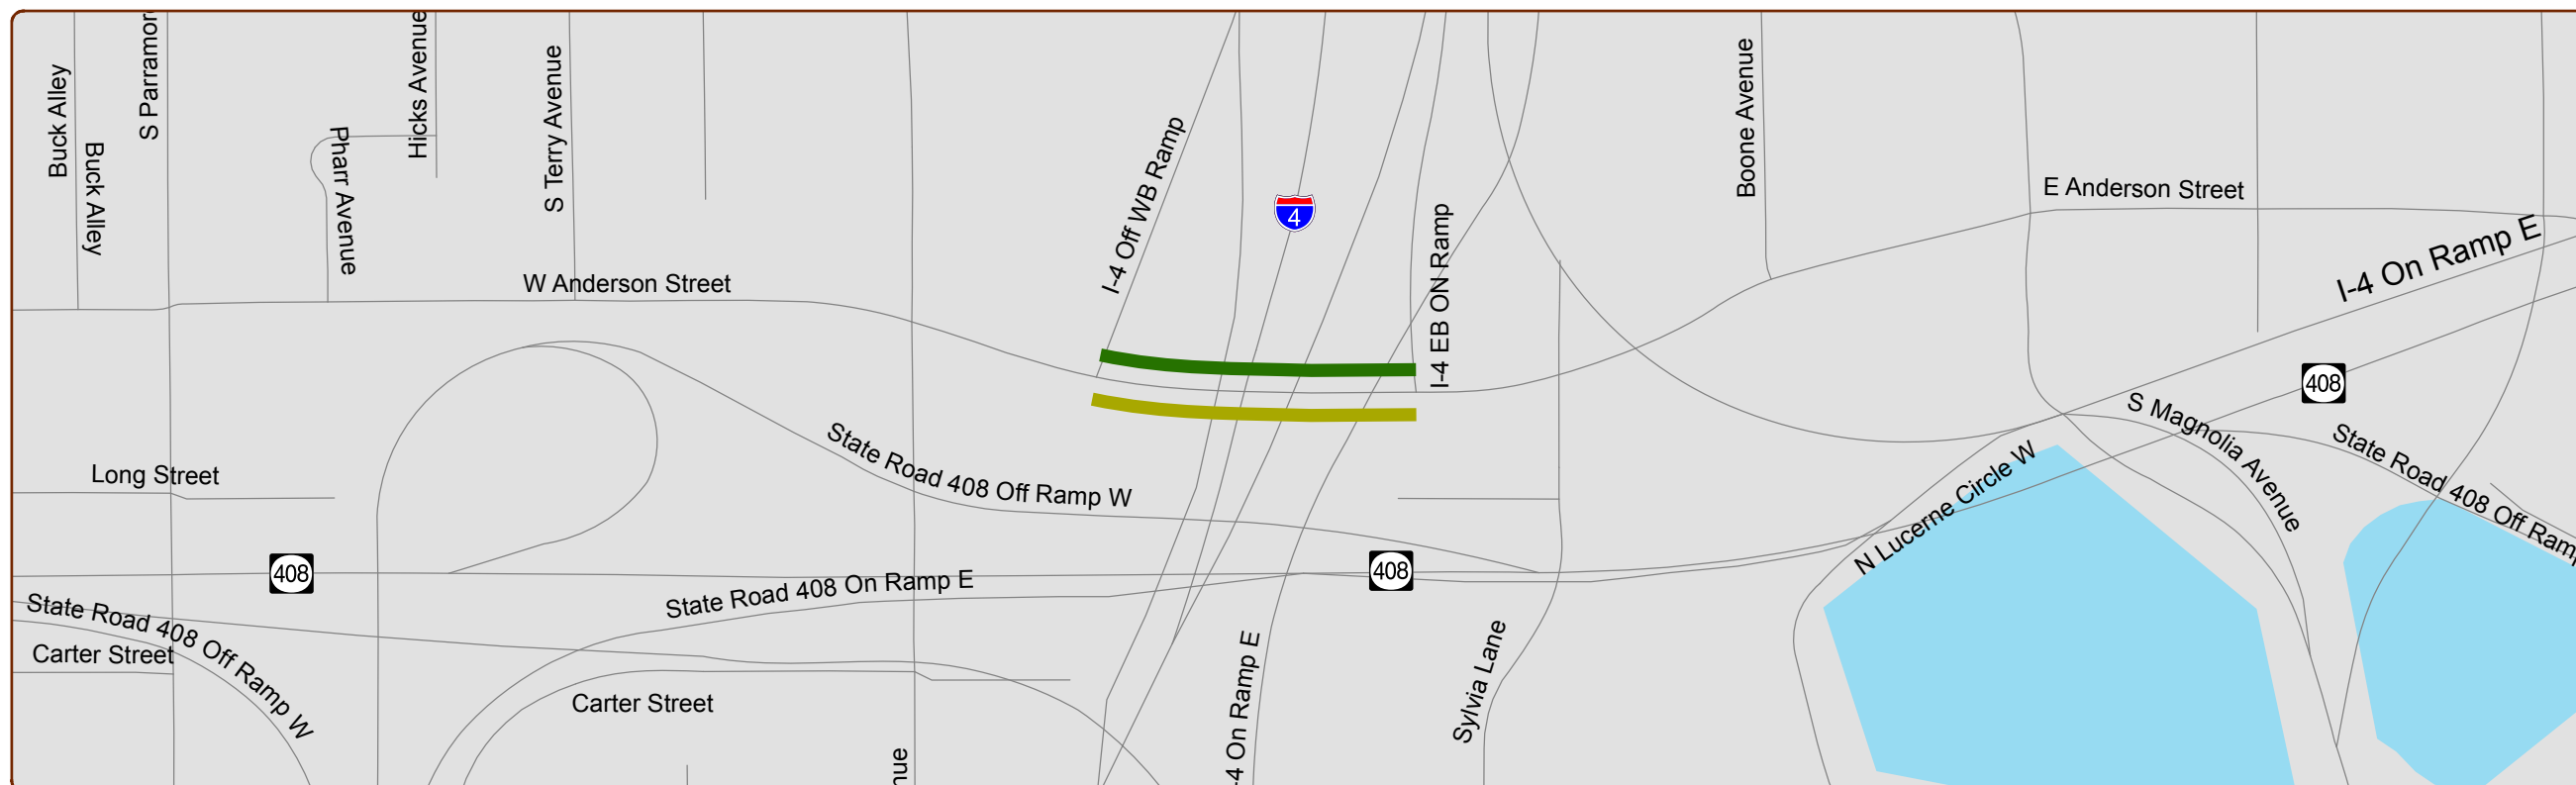 Buck Alley
Buck Alley
S Parramor
Pharr Avenue
Hicks Avenue
S Terry Avenue
I-4 Off WB Ramp
4
I-4 EB ON Ramp
Boone Avenue
E Anderson Street
I-4 On Ramp E
W Anderson Street
408
S Magnolia Avenue
State Road 408 Off Ramp
State Road 408 Off Ramp W
Long Street
N Lucerne Circle W
408
408
State Road 408 On Ramp E
State Road 408 Off Ramp W
Carter Street
Carter Street
nue
-4 On Ramp E
Sylvia Lane